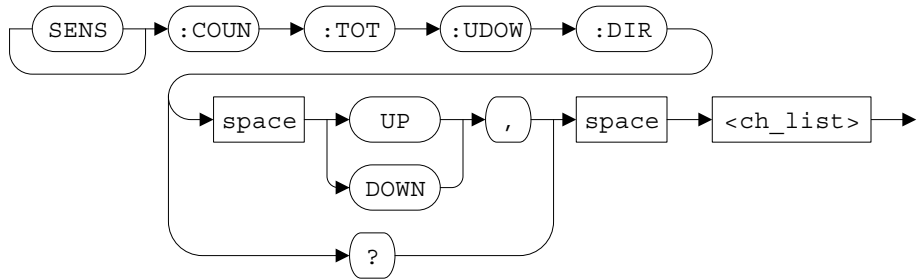 SENS :COUN :TOT :UDOW :DIR
space UP , space <ch_list>
DOWN
?